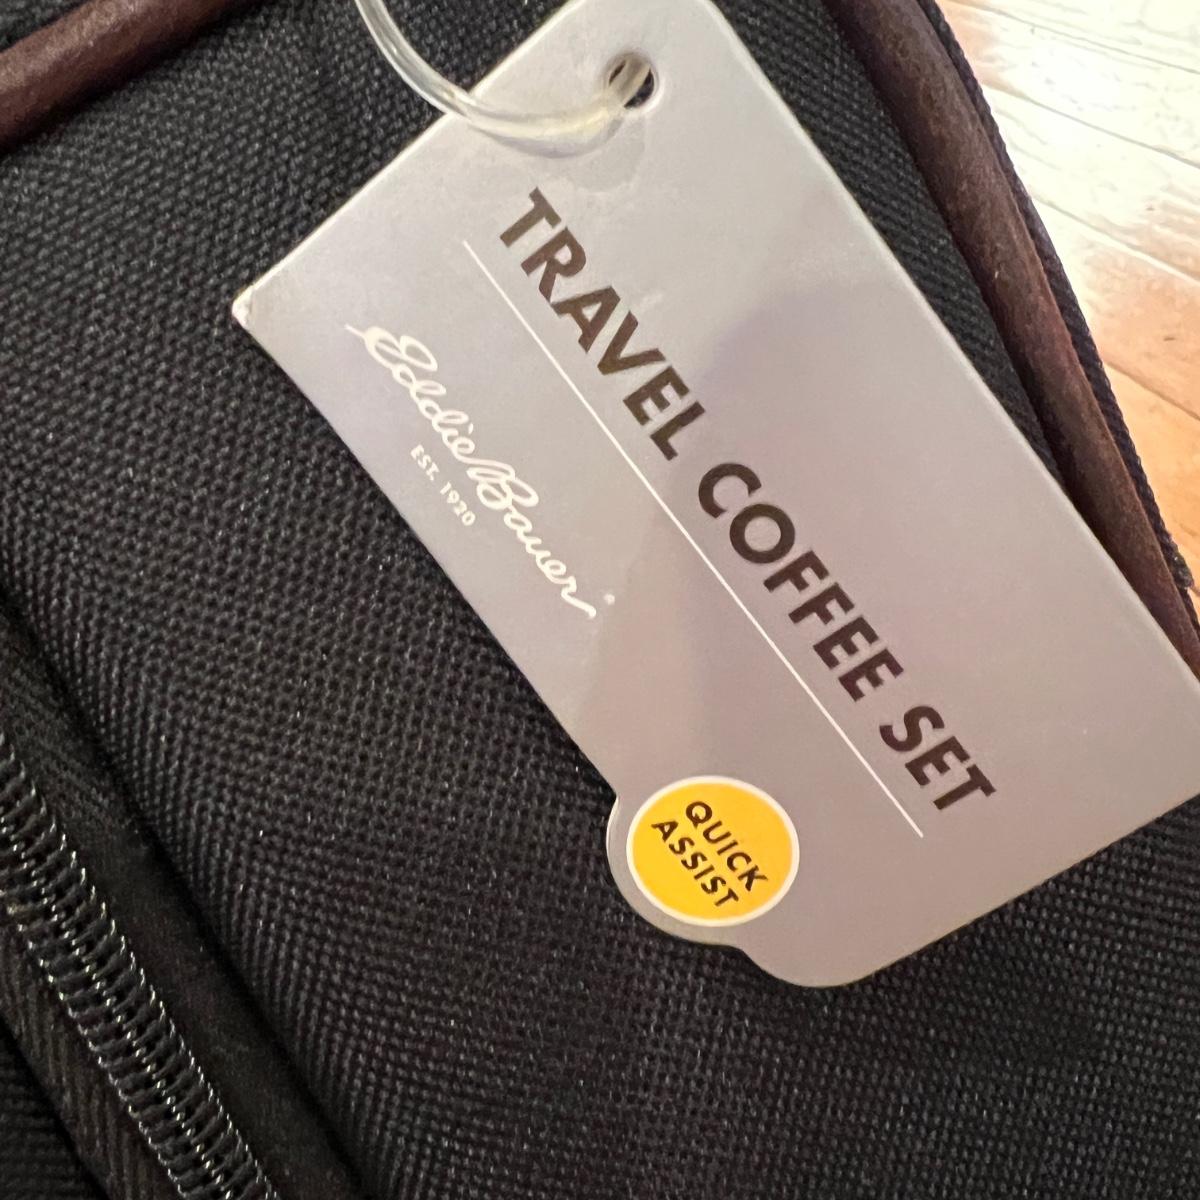 TRAVEL COFFEE SET
Eddie Bauer
EST. 1920
QUICK
ASSIST